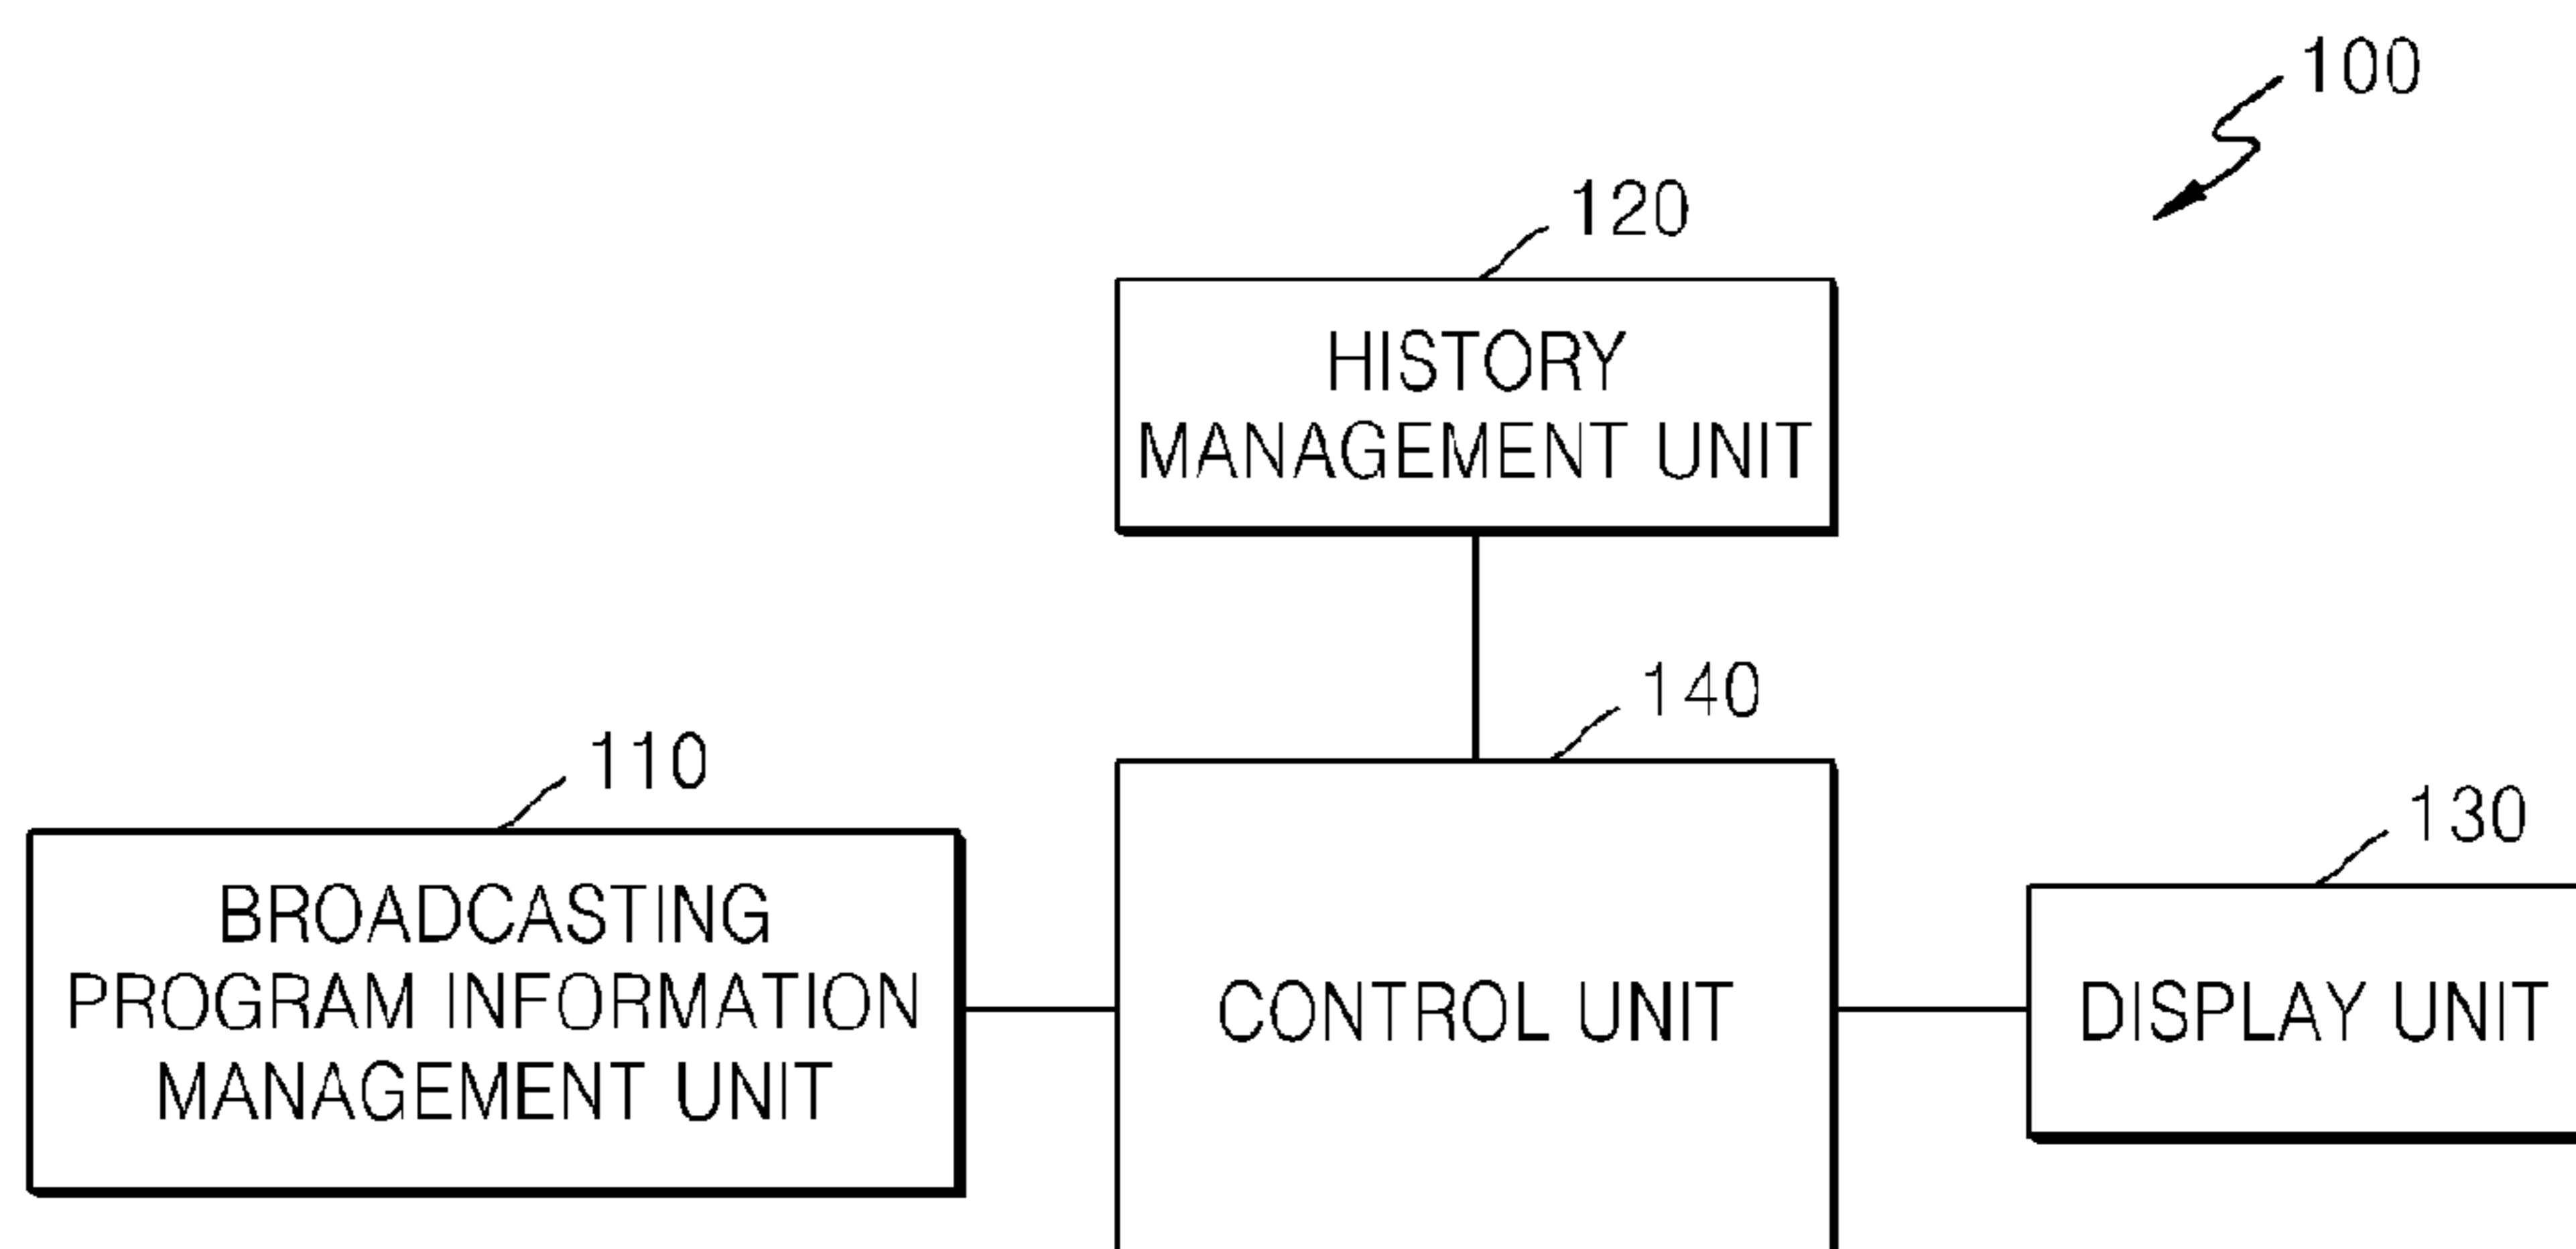 100
120
HISTORY
MANAGEMENT UNIT
140
110
130
BROADCASTING
PROGRAM INFORMATION
MANAGEMENT UNIT
CONTROL UNIT
DISPLAY UNIT